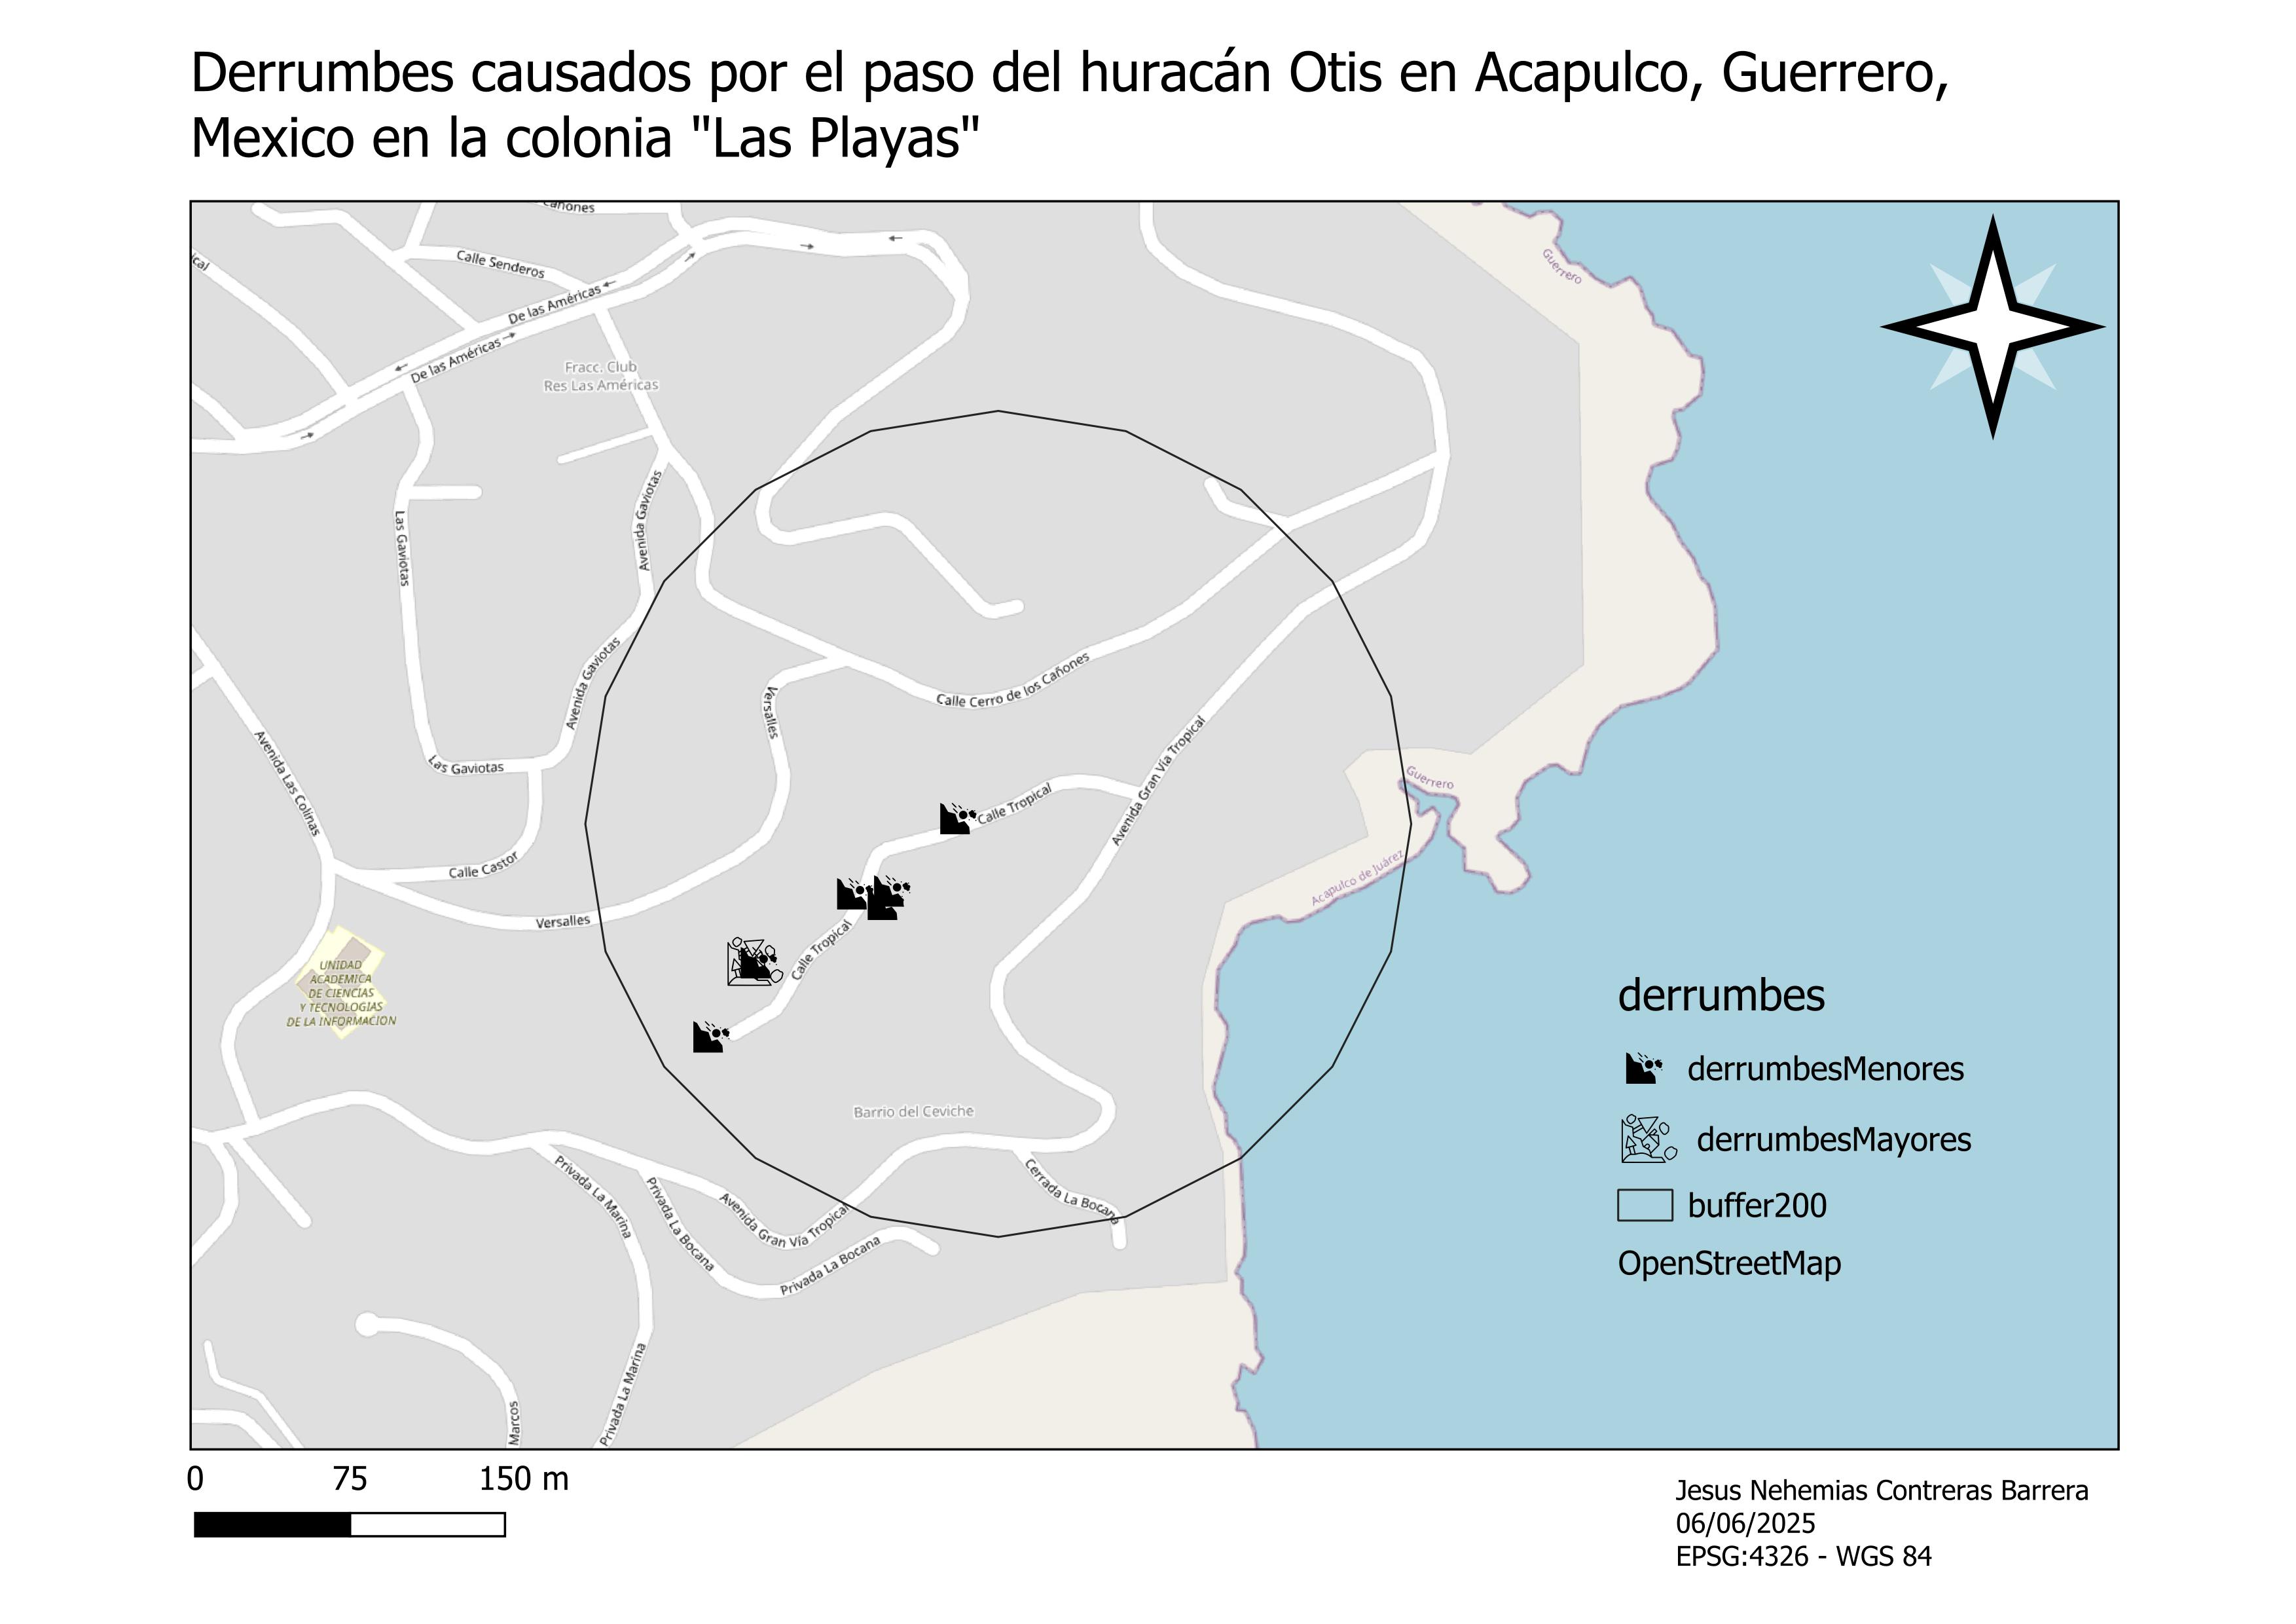 Derrumbes causados por el paso del huracán Otis en Acapulco, Guerrero,
Mexico en la colonia "Las Playas"
Calle Senderos
De las Américas
De las Américas
Guerrero
Fracc. Club
Res Las Américas
Avenida Gaviotas
Las Gaviotas
Avenida Gaviotas
Calle Cerro de los Cañones
Versalles
Avenida Gran Vía Tropical
Avenida Las Colinas
Las Gaviotas
Guerrero
Calle Tropical
Calle Castor
Acapulco de Juárez
Versalles
Calle Tropical
UNIDAD
ACADEMICA
DE CIENCIAS
Y TECNOLOGIAS
DE LA INFORMACION
derrumbes
derrumbesMenores
derrumbesMayores
buffer200
OpenStreetMap
Barrio del Ceviche
Privada La Marina
Privada La Bocana
Avenida Gran Vía Tropical
Cerrada La Bocana
Privada La Bocana
Privada La Marina
Marcos
0 75 150 m
Jesus Nehemias Contreras Barrera
06/06/2025
EPSG:4326 - WGS 84